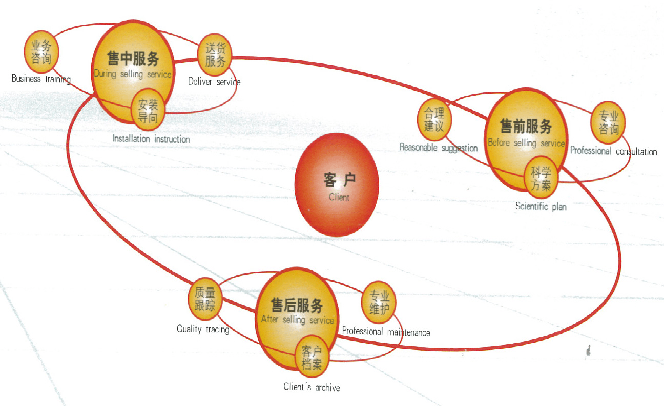 业务
咨询
Business training
售中服务
During selling service
送货
服务
Deliver service
安装
导向
Installation instruction
合理
建议
Reasonable suggestion
售前服务
Before selling service
专业
咨询
Professional consultation
科学
方案
Scientific plan
客户
Client
质量
跟踪
Quality tracing
售后服务
After selling service
专业
维护
Professional maintenance
客户
档案
Client's archive